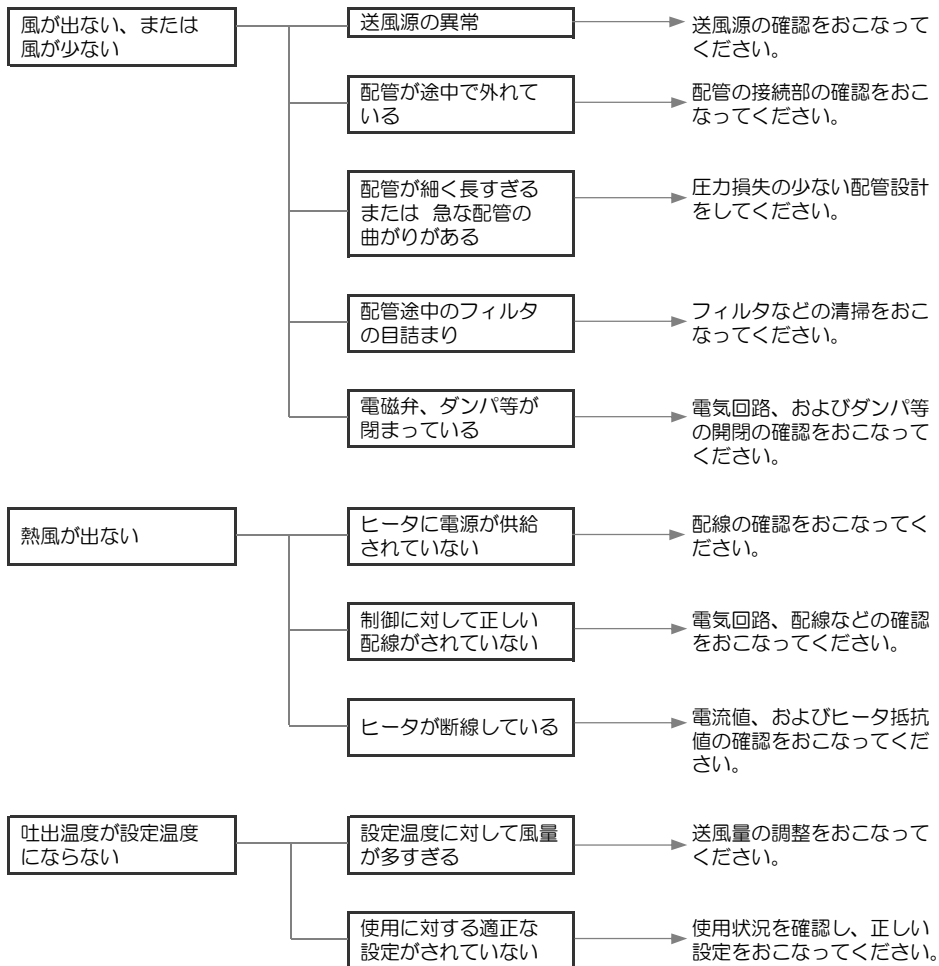 風が出ない、または
風が少ない
送風源の異常
送風源の確認をおこなって
ください。
配管が途中で外れて
いる
配管の接続部の確認をおこ
なってください。
配管が細く長すぎる
または 急な配管の
曲がりがある
圧力損失の少ない配管設計
をしてください。
配管途中のフィルタ
の目詰まり
フィルタなどの清掃をおこ
なってください。
電磁弁、ダンパ等が
閉まっている
電気回路、およびダンパ等
の開閉の確認をおこなって
ください。
熱風が出ない
ヒータに電源が供給
されていない
配線の確認をおこなってく
ださい。
制御に対して正しい
配線がされていない
電気回路、配線などの確認
をおこなってください。
ヒータが断線している
電流値、およびヒータ抵抗
値の確認をおこなってくだ
さい。
吐出温度が設定温度
にならない
設定温度に対して風量
が多すぎる
送風量の調整をおこなって
ください。
使用に対する適正な
設定がされていない
使用状況を確認し、正しい
設定をおこなってください。